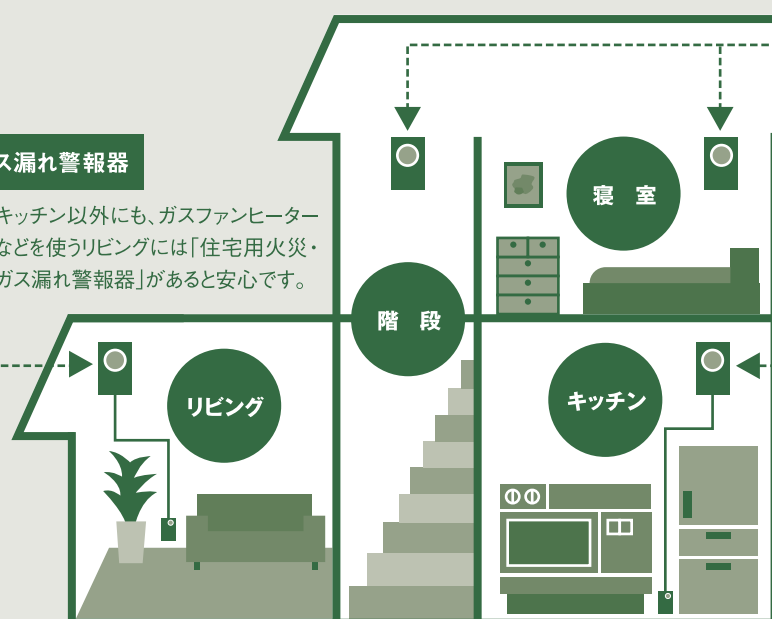 ス漏れ警報器
キッチン以外にも、ガスファンヒーター
などを使うリビングには「住宅用火災・
ガス漏れ警報器」があると安心です。
寝 室
階 段
リビング
キッチン